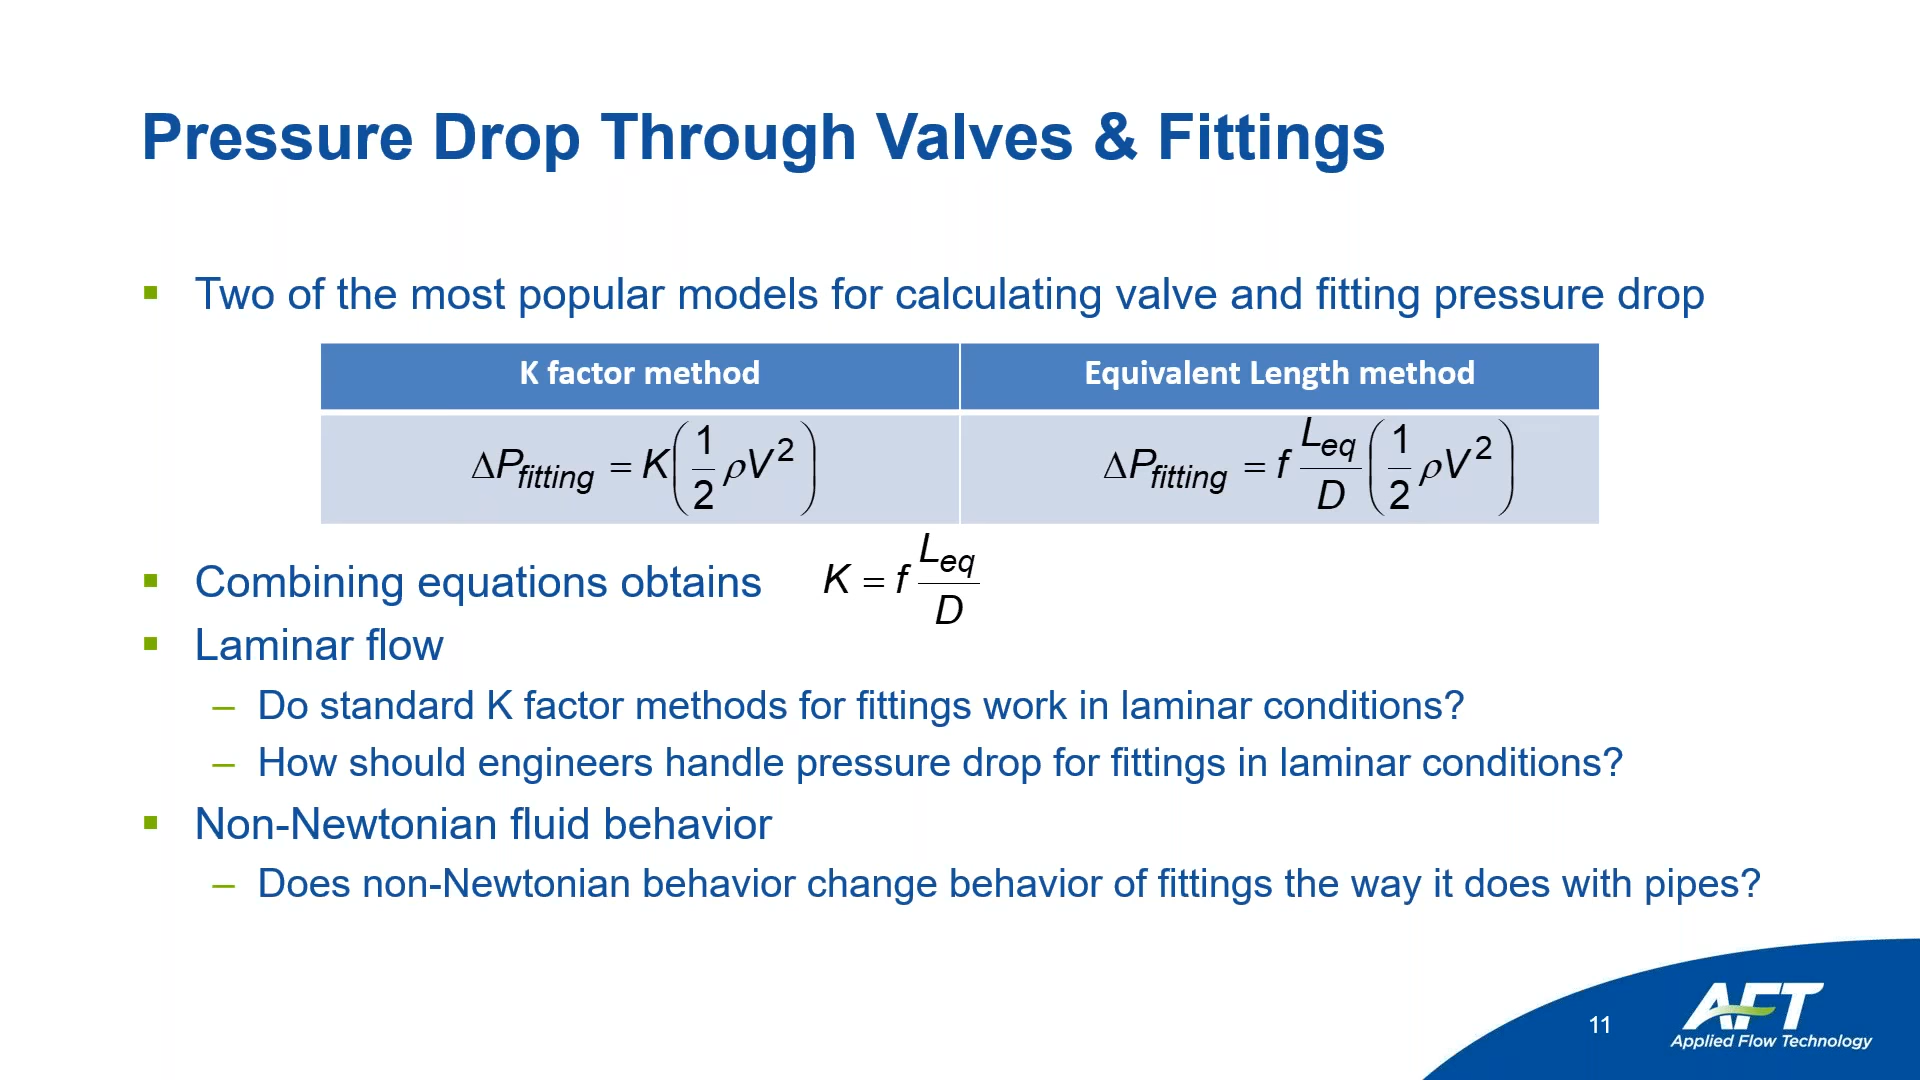 Pressure Drop Through Valves & Fittings
▪ Two of the most popular models for calculating valve and fitting pressure drop
K factor method
Equivalent Length method
ΔP_fitting = K(1/2 ρV²)
ΔP_fitting = f L_eq/D (1/2 ρV²)
▪ Combining equations obtains K = f L_eq/D
▪ Laminar flow
– Do standard K factor methods for fittings work in laminar conditions?
– How should engineers handle pressure drop for fittings in laminar conditions?
▪ Non-Newtonian fluid behavior
– Does non-Newtonian behavior change behavior of fittings the way it does with pipes?
11
AFT
Applied Flow Technology